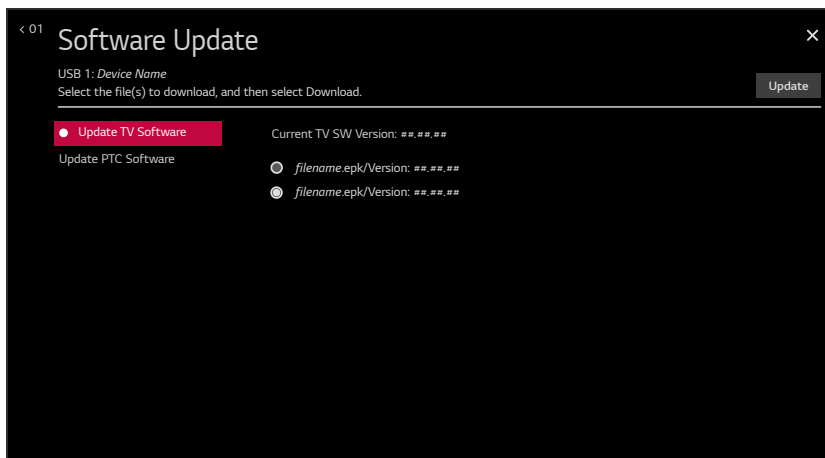 < 01
Software Update
USB 1: Device Name
Select the file(s) to download, and then select Download.
Update
Update TV Software
Update PTC Software
Current TV SW Version: ##.##.##
filename.epk/Version: ##.##.##
filename.epk/Version: ##.##.##